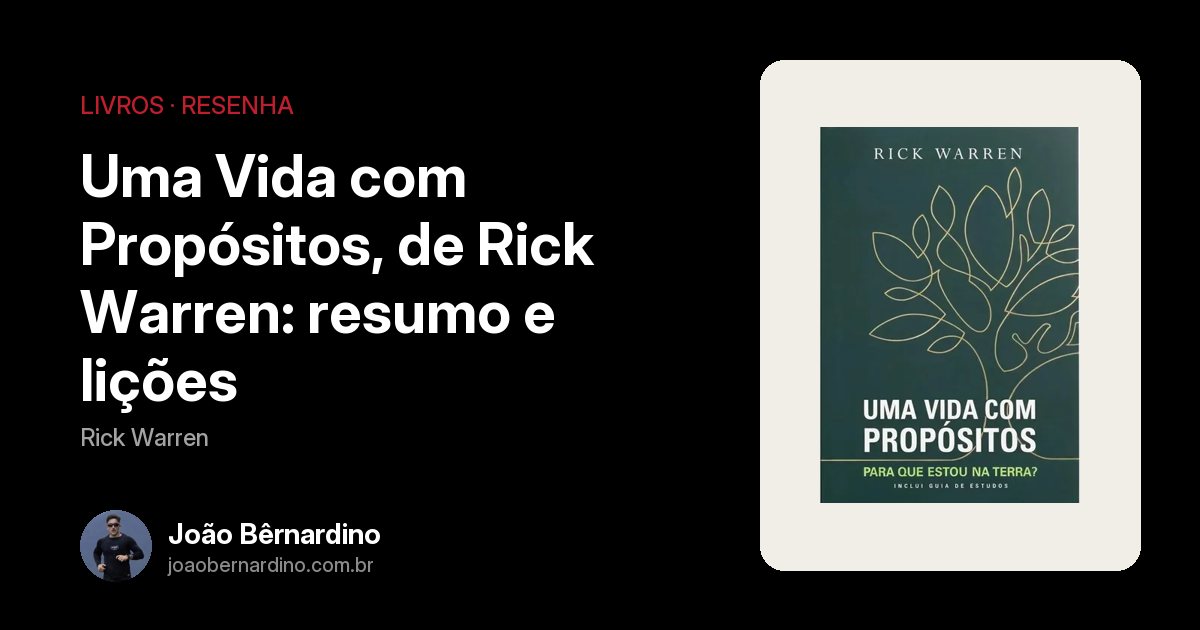 LIVROS · RESENHA
Uma Vida com
Propósitos, de Rick
Warren: resumo e
lições
Rick Warren
João Bêrnardino
joaobernardino.com.br
RICK WARREN
UMA VIDA COM
PROPÓSITOS
PARA QUE ESTOU NA TERRA?
INCLUI GUIA DE ESTUDOS